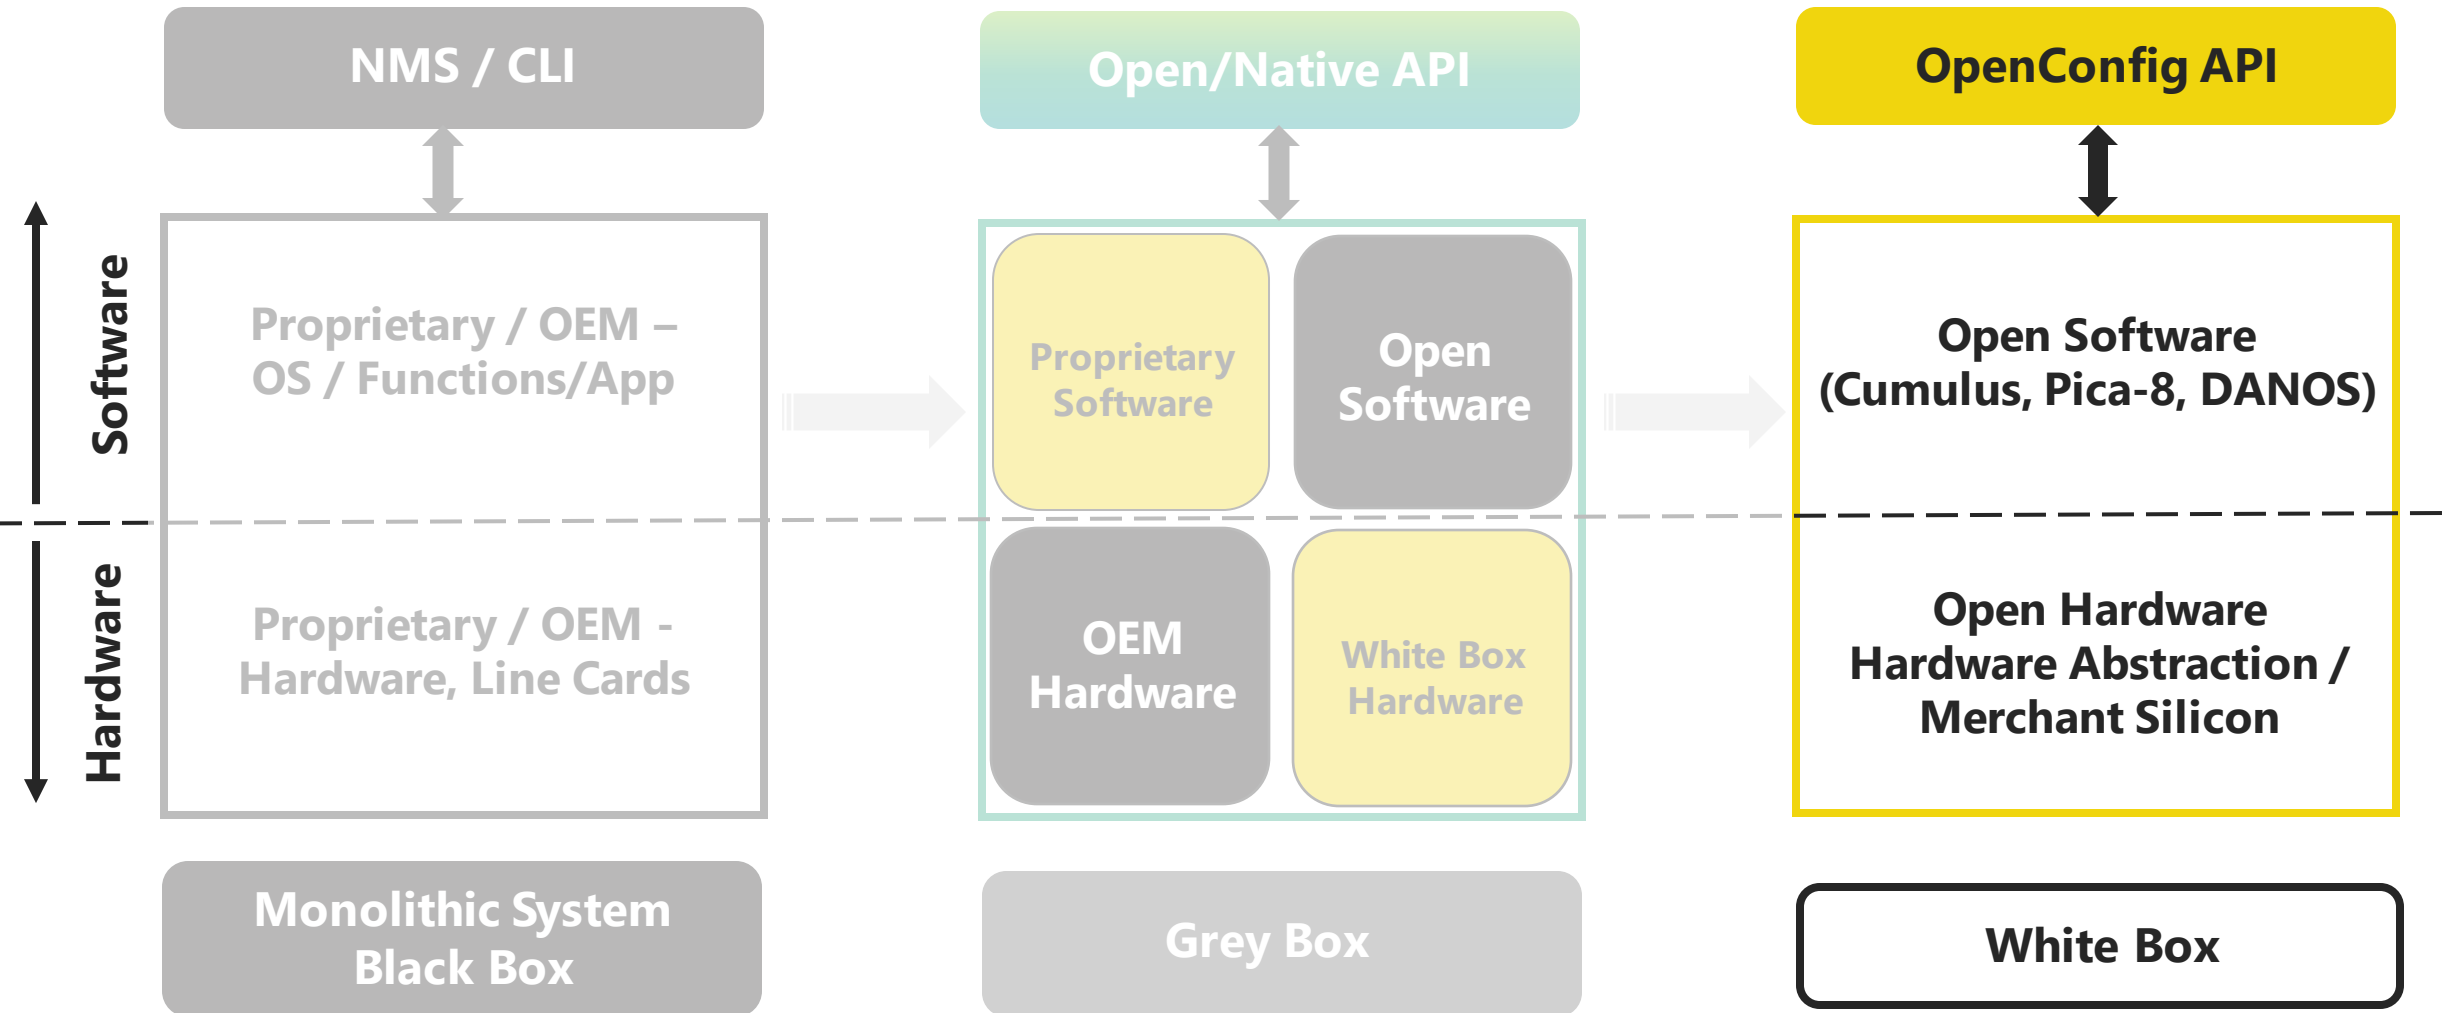 NMS / CLI
Open/Native API
OpenConfig API
Software
Hardware
Proprietary / OEM –
OS / Functions/App
Proprietary / OEM -
Hardware, Line Cards
Proprietary
Software
Open
Software
OEM
Hardware
White Box
Hardware
Open Software
(Cumulus, Pica-8, DANOS)
Open Hardware
Hardware Abstraction /
Merchant Silicon
Monolithic System
Black Box
Grey Box
White Box